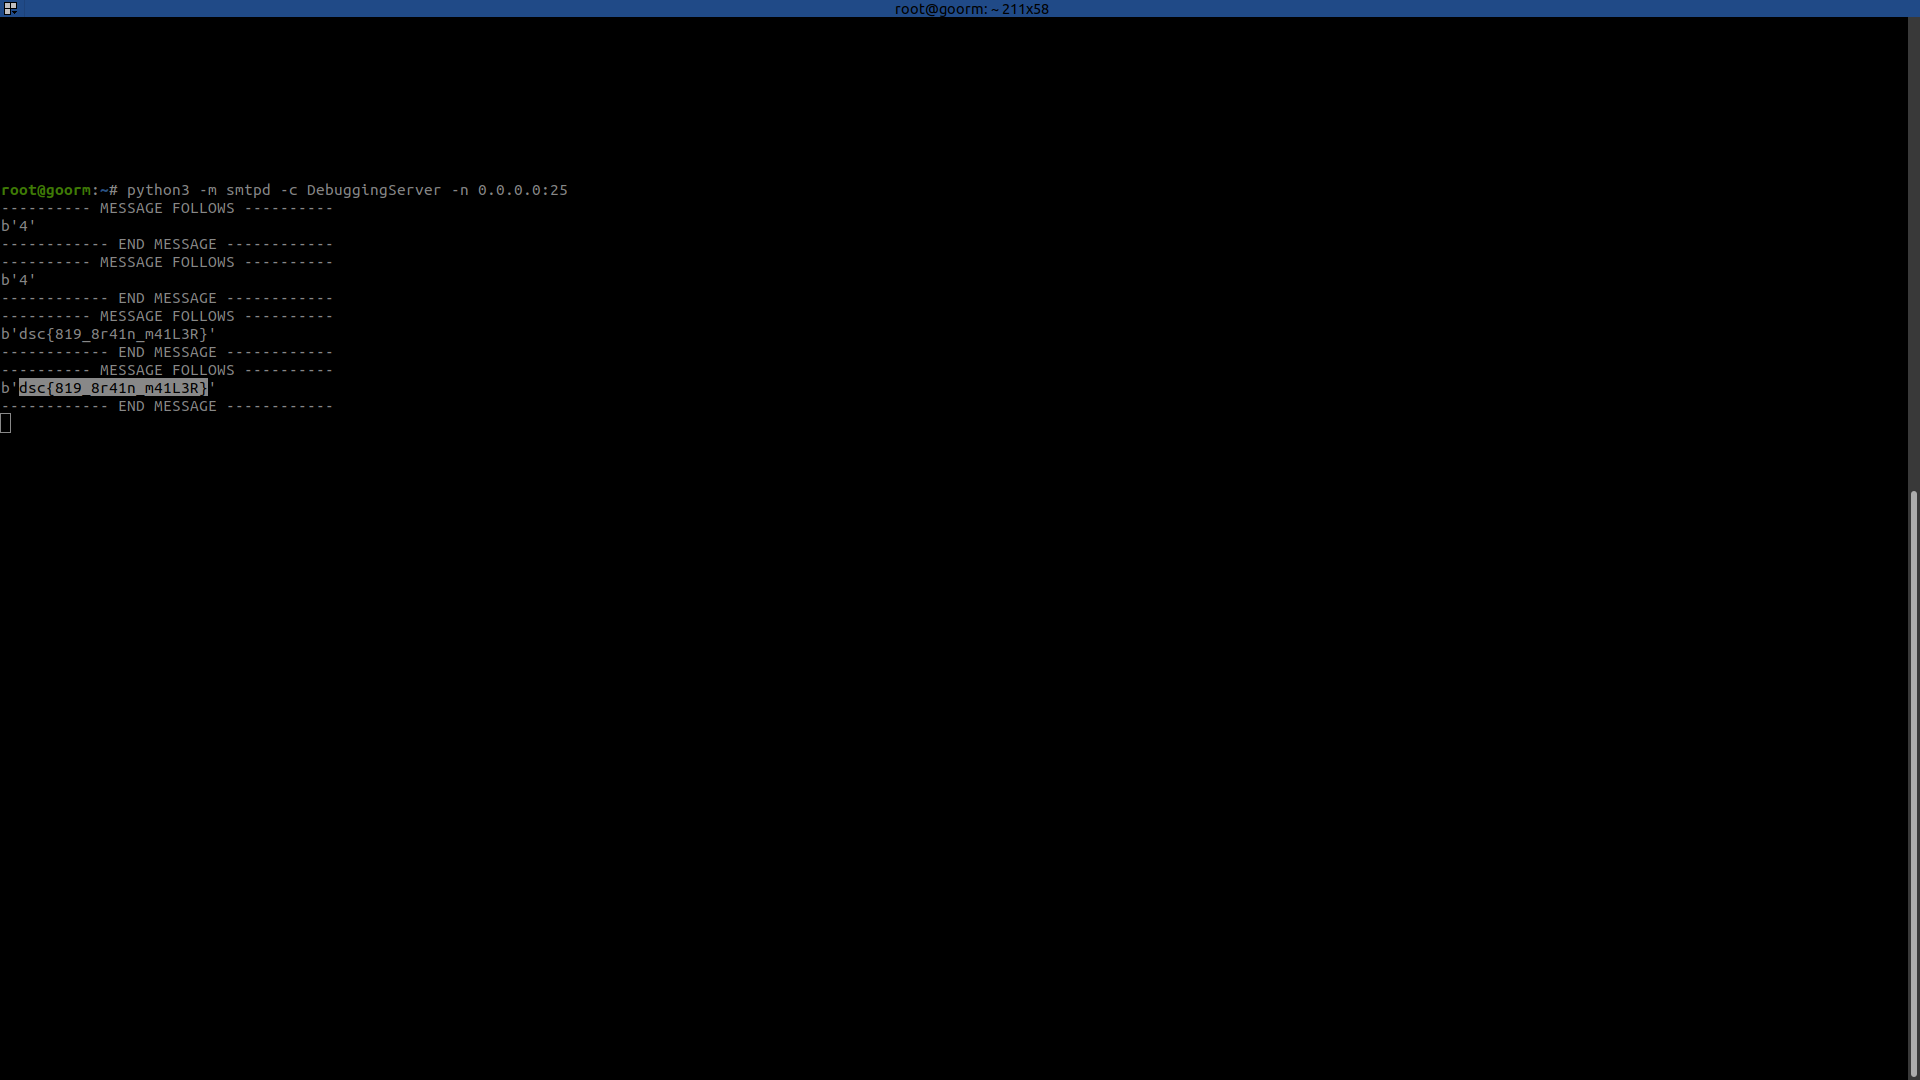 root@goorm: ~ 211x58
root@goorm:~# python3 -m smtpd -c DebuggingServer -n 0.0.0.0:25
---------- MESSAGE FOLLOWS ----------
b'4'
------------ END MESSAGE ------------
---------- MESSAGE FOLLOWS ----------
b'4'
------------ END MESSAGE ------------
---------- MESSAGE FOLLOWS ----------
b'dsc{819_8r41n_m41L3R}'
------------ END MESSAGE ------------
---------- MESSAGE FOLLOWS ----------
b'dsc{819_8r41n_m41L3R}'
------------ END MESSAGE ------------